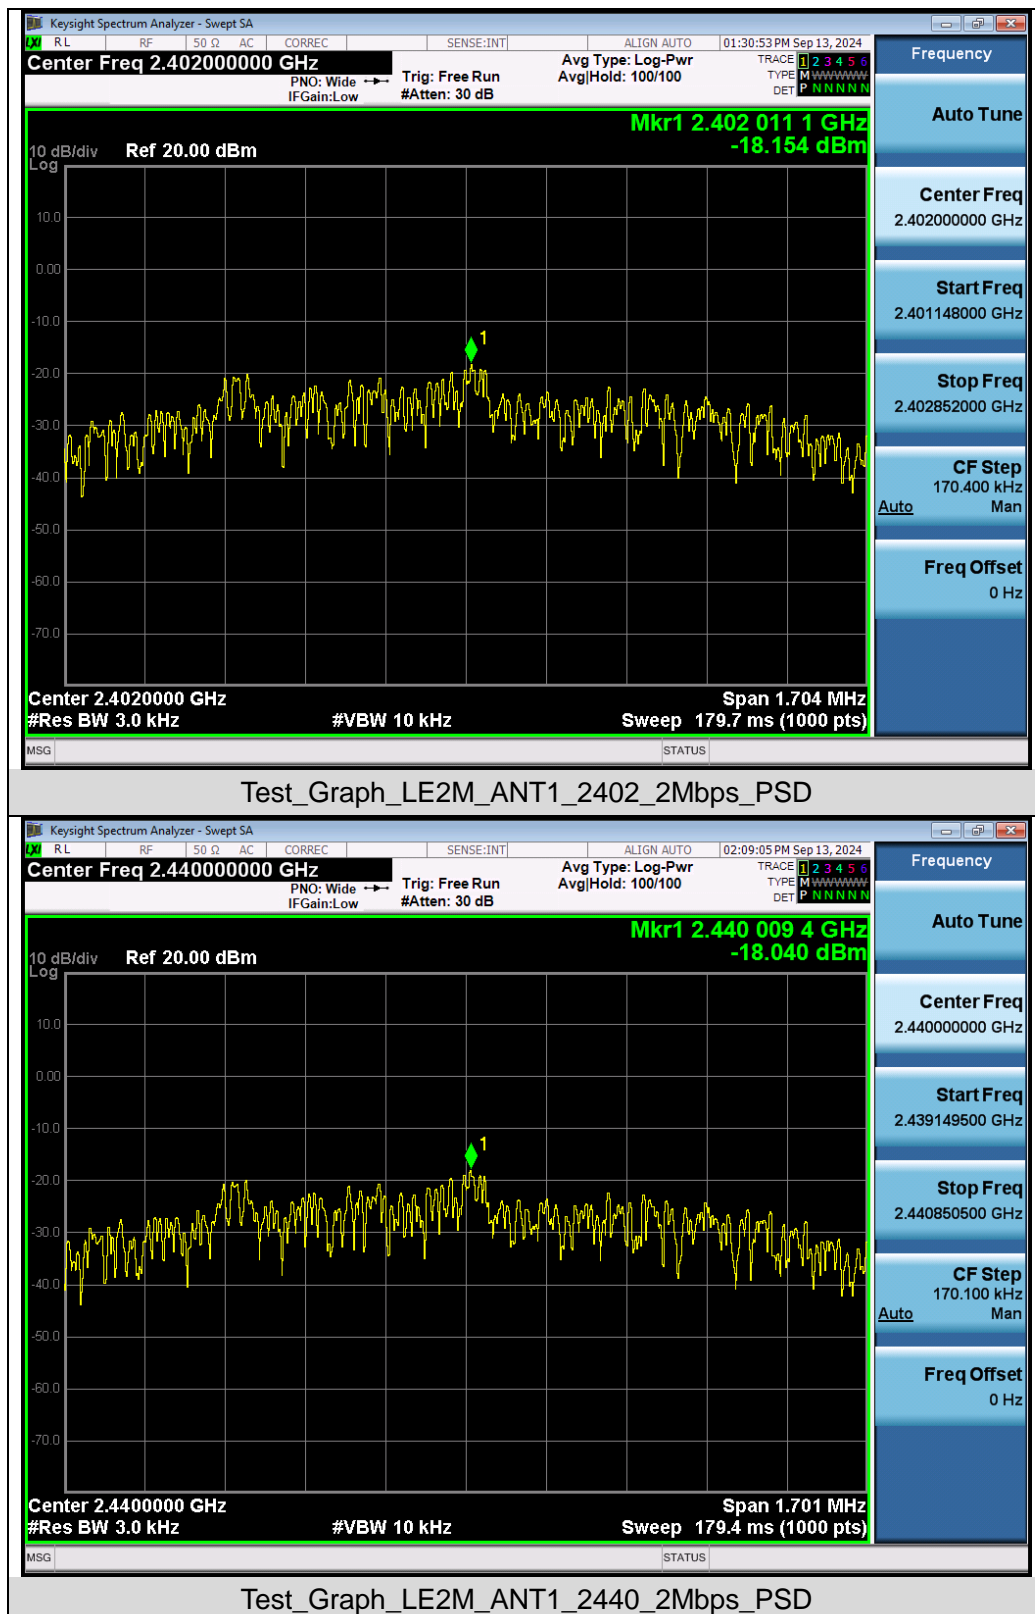 Keysight Spectrum Analyzer - Swept SA
LXI RL RF 50 Ω AC CORREC SENSE:INT ALIGN AUTO 01:30:53 PM Sep 13, 2024
Center Freq 2.402000000 GHz
PNO: Wide
IFGain:Low
Trig: Free Run
#Atten: 30 dB
Avg Type: Log-Pwr
Avg|Hold: 100/100
TRACE 1 2 3 4 5 6
TYPE M W W W W W
DET P N N N N N
Mkr1 2.402 011 1 GHz
-18.154 dBm
10 dB/div Ref 20.00 dBm
Log
10.0
0.00
-10.0
-20.0
-30.0
-40.0
-50.0
-60.0
-70.0
1
Center 2.4020000 GHz Span 1.704 MHz
#Res BW 3.0 kHz #VBW 10 kHz Sweep 179.7 ms (1000 pts)
MSG STATUS
Frequency
Auto Tune
Center Freq
2.402000000 GHz
Start Freq
2.401148000 GHz
Stop Freq
2.402852000 GHz
CF Step
170.400 kHz
Auto Man
Freq Offset
0 Hz
Test_Graph_LE2M_ANT1_2402_2Mbps_PSD
Keysight Spectrum Analyzer - Swept SA
LXI RL RF 50 Ω AC CORREC SENSE:INT ALIGN AUTO 02:09:05 PM Sep 13, 2024
Center Freq 2.440000000 GHz
PNO: Wide
IFGain:Low
Trig: Free Run
#Atten: 30 dB
Avg Type: Log-Pwr
Avg|Hold: 100/100
TRACE 1 2 3 4 5 6
TYPE M W W W W W
DET P N N N N N
Mkr1 2.440 009 4 GHz
-18.040 dBm
10 dB/div Ref 20.00 dBm
Log
10.0
0.00
-10.0
-20.0
-30.0
-40.0
-50.0
-60.0
-70.0
1
Center 2.4400000 GHz Span 1.701 MHz
#Res BW 3.0 kHz #VBW 10 kHz Sweep 179.4 ms (1000 pts)
MSG STATUS
Frequency
Auto Tune
Center Freq
2.440000000 GHz
Start Freq
2.439149500 GHz
Stop Freq
2.440850500 GHz
CF Step
170.100 kHz
Auto Man
Freq Offset
0 Hz
Test_Graph_LE2M_ANT1_2440_2Mbps_PSD